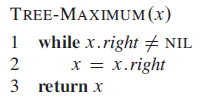 TREE-MAXIMUM(x)
1 while x.right ≠ NIL
2 x = x.right
3 return x